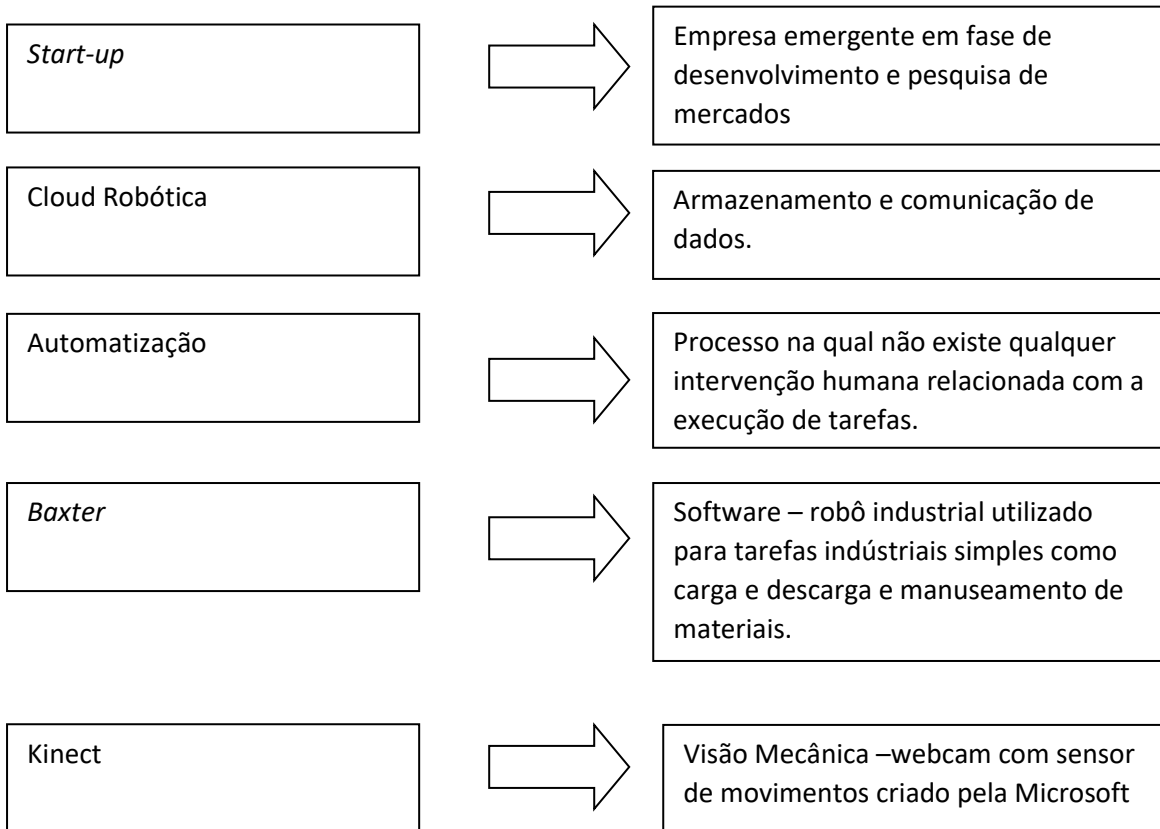 Start-up
Empresa emergente em fase de
desenvolvimento e pesquisa de
mercados
Cloud Robótica
Armazenamento e comunicação de
dados.
Automatização
Processo na qual não existe qualquer
intervenção humana relacionada com a
execução de tarefas.
Baxter
Software – robô industrial utilizado
para tarefas indústriais simples como
carga e descarga e manuseamento de
materiais.
Kinect
Visão Mecânica –webcam com sensor
de movimentos criado pela Microsoft